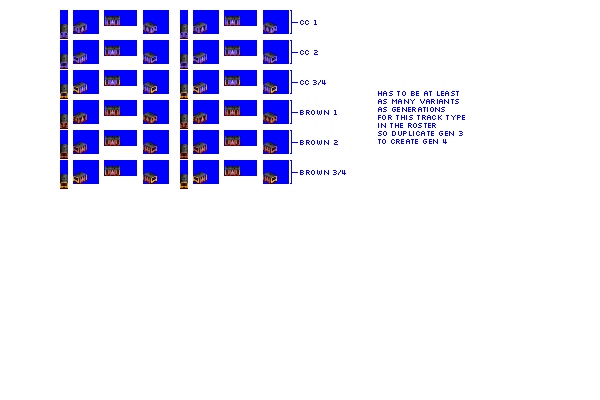 CC 1
CC 2
CC 3/4
BROWN 1
BROWN 2
BROWN 3/4
HAS TO BE AT LEAST
AS MANY VARIANTS
AS GENERATIONS
FOR THIS TRACK TYPE
IN THE ROSTER
SO DUPLICATE GEN 3
TO CREATE GEN 4